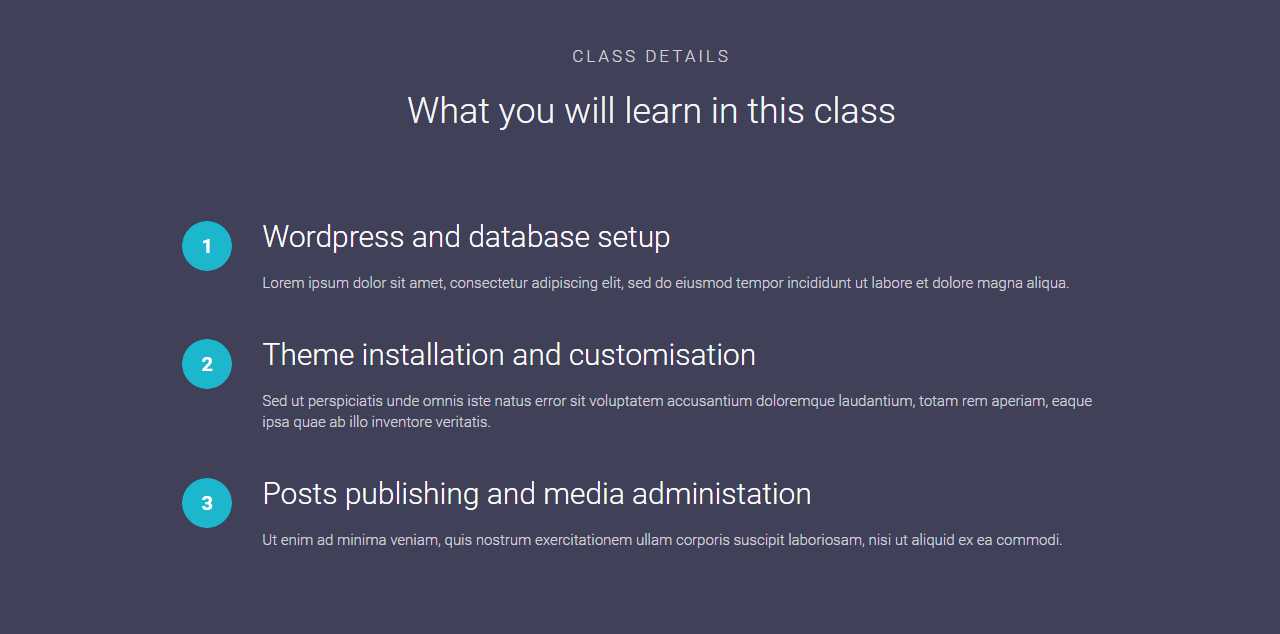 CLASS DETAILS
What you will learn in this class
1
Wordpress and database setup
Lorem ipsum dolor sit amet, consectetur adipiscing elit, sed do eiusmod tempor incididunt ut labore et dolore magna aliqua.
2
Theme installation and customisation
Sed ut perspiciatis unde omnis iste natus error sit voluptatem accusantium doloremque laudantium, totam rem aperiam, eaque
ipsa quae ab illo inventore veritatis.
3
Posts publishing and media administation
Ut enim ad minima veniam, quis nostrum exercitationem ullam corporis suscipit laboriosam, nisi ut aliquid ex ea commodi.